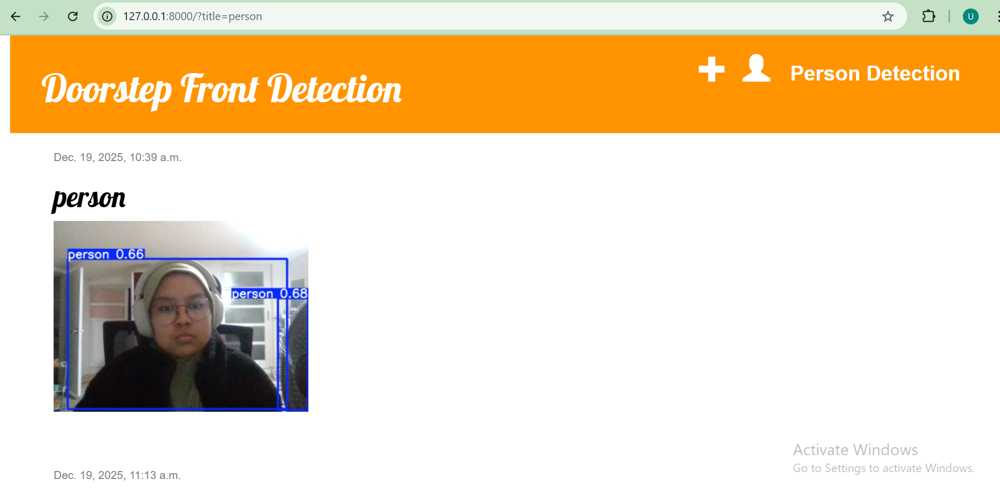 127.0.0.1:8000/?title=person
U
Doorstep Front Detection
Person Detection
Dec. 19, 2025, 10:39 a.m.
person
person 0.66
person 0.68
Activate Windows
Go to Settings to activate Windows.
Dec. 19, 2025, 11:13 a.m.